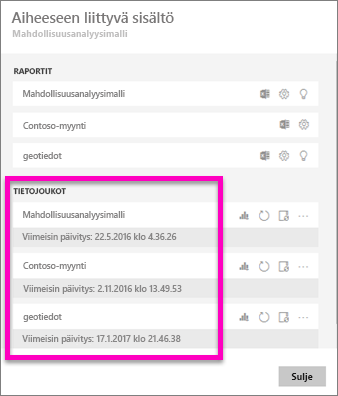 Aiheeseen liittyvä sisältö
Mahdollisuusanalyysimalli
RAPORTIT
Mahdollisuusanalyysimalli
Contoso-myynti
geotiedot
TIETOJOUKOT
Mahdollisuusanalyysimalli
Viimeisin päivitys: 22.5.2016 klo 4.36.26
Contoso-myynti
Viimeisin päivitys: 2.11.2016 klo 13.49.53
geotiedot
Viimeisin päivitys: 17.1.2017 klo 21.46.38
Sulje